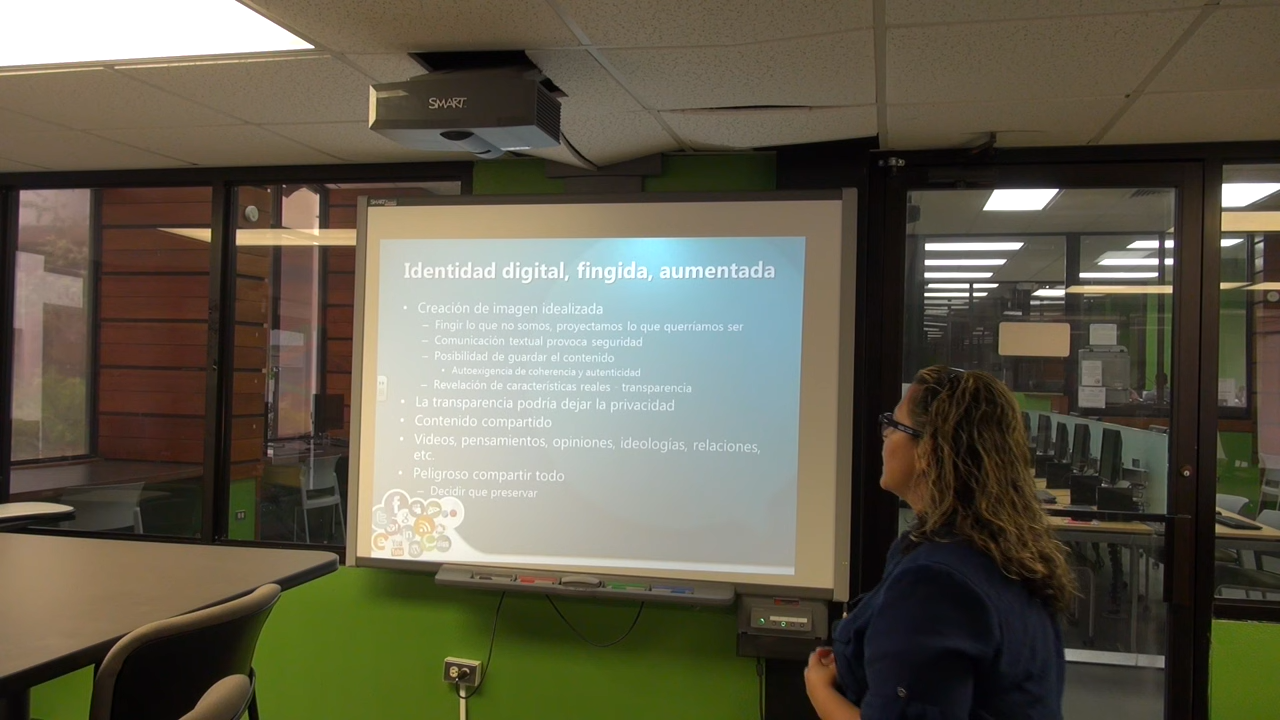 SMART
SMART
Identidad digital, fingida, aumentada
• Creación de imagen idealizada
– Fingir lo que no somos, proyectamos lo que querríamos ser
– Comunicación textual provoca seguridad
– Posibilidad de guardar el contenido
• Autoexigencia de coherencia y autenticidad
– Revelación de características reales - transparencia
• La transparencia podría dejar la privacidad
• Contenido compartido
• Videos, pensamientos, opiniones, ideologías, relaciones,
etc.
• Peligroso compartir todo
– Decidir que preservar